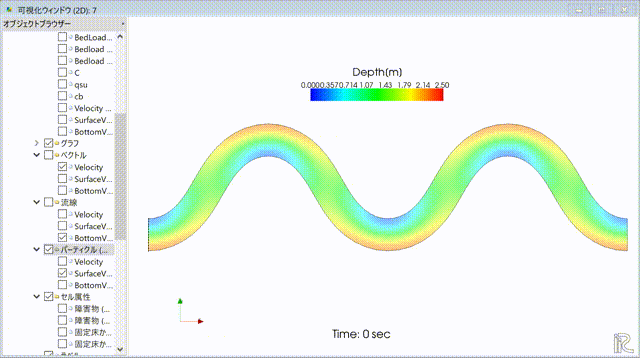 可視化ウィンドウ (2D): 7
オブジェクトブラウザー
BedLoad...
Bedload ...
Bedload ...
C
qsu
cb
Velocity ...
SurfaceV...
BottomV...
グラフ
ベクトル
Velocity
SurfaceV...
BottomV...
流線
Velocity
SurfaceV...
BottomV...
パーティクル (...
Velocity
SurfaceV...
BottomV...
セル属性
障害物 (...
障害物 (...
固定床か...
固定床か...
Depth[m]
0.000 0.357 0.714 1.07 1.43 1.79 2.14 2.50
Time: 0 sec